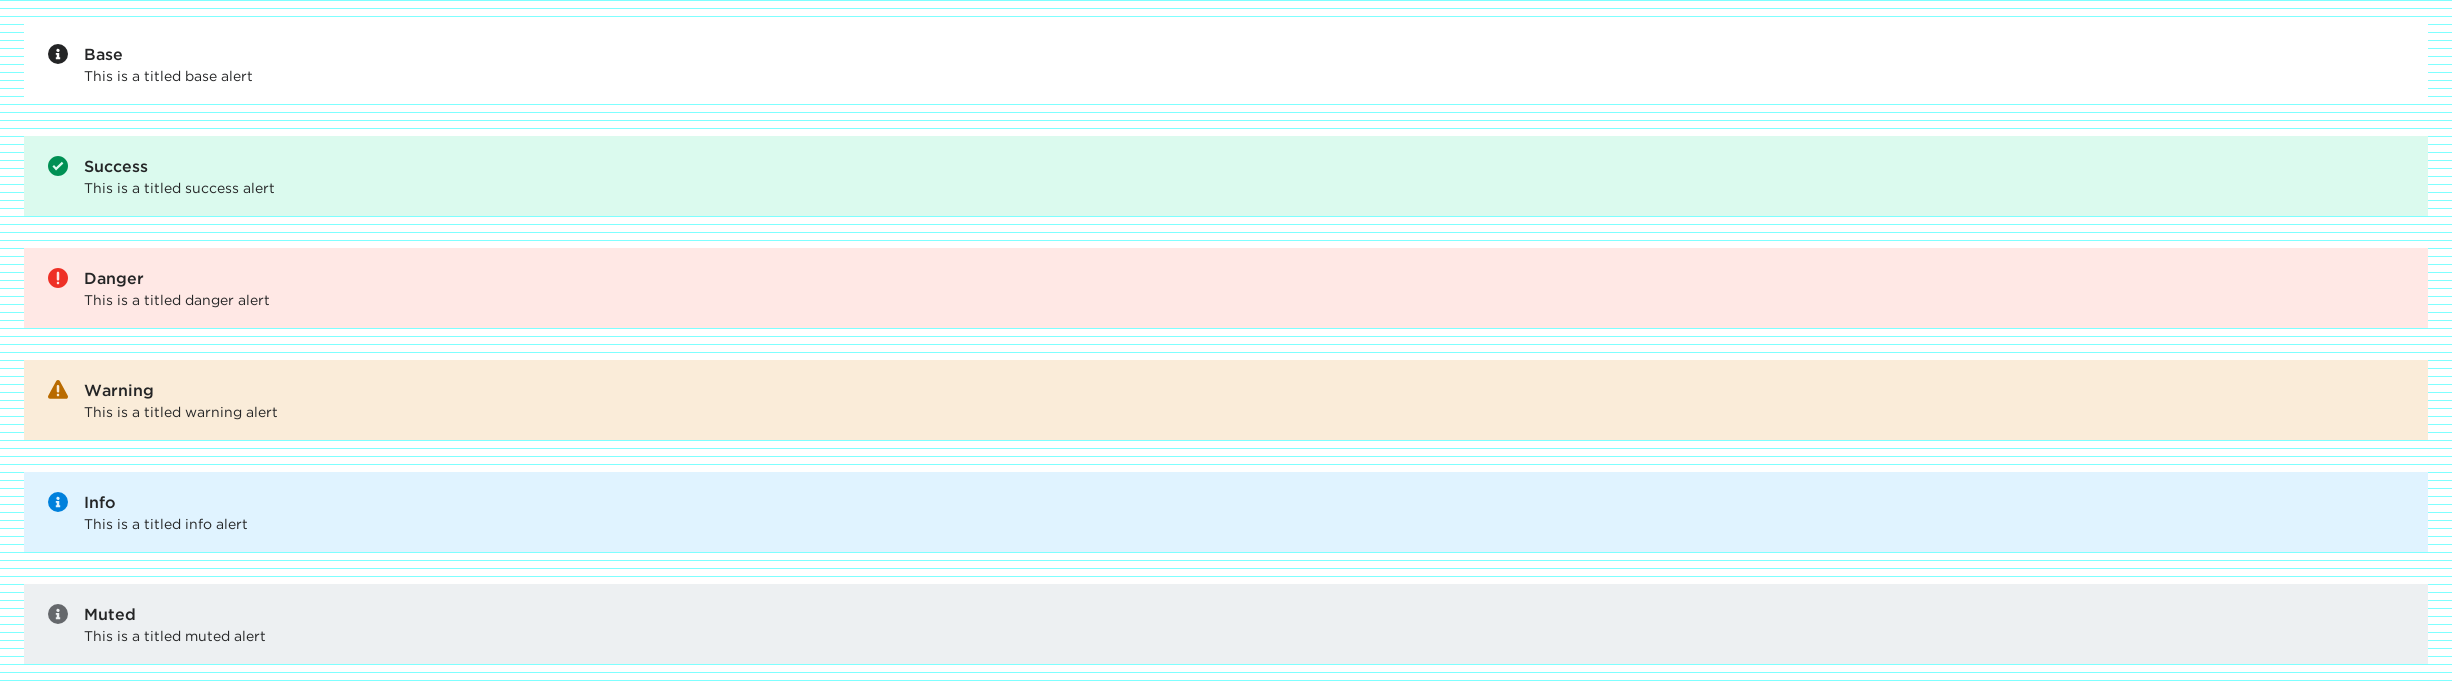 Base
This is a titled base alert
Success
This is a titled success alert
Danger
This is a titled danger alert
Warning
This is a titled warning alert
Info
This is a titled info alert
Muted
This is a titled muted alert